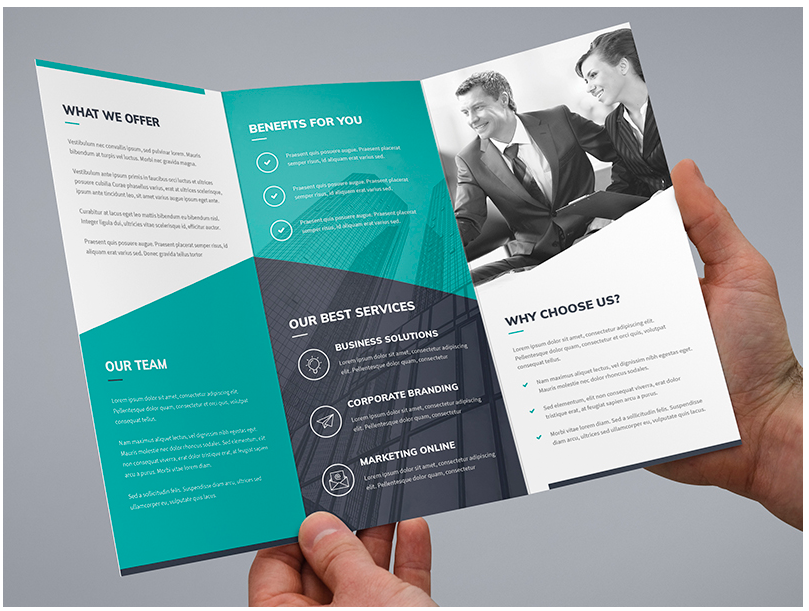 WHAT WE OFFER
Vestibulum nec convallis ipsum, sed pulvinar lorem. Mauris
bibendum at turpis vel luctus. Morbi nec gravida magna.
Vestibulum ante ipsum primis in faucibus orci luctus et ultrices
posuere cubilia Curae phasellus varius, erat at ultrices scelerisque,
ipsum ante tincidunt leo, sit amet varius augue ipsum eget ante.
Curabitur at lacus eget leo mattis bibendum eu bibendum nisl.
Integer ligula dui, ultricies vitae scelerisque id, efficitur auctor.
Praesent quis posuere augue. Praesent placerat semper risus, id
aliquam erat varius sed, Donec gravida tellus tortor
OUR TEAM
Lorem ipsum dolor sit amet, consectetur adipiscing elit.
Pellentesque dolor quam, consectetur et orci quis, volutpat
consequat tellus.
Nam maximus aliquet lectus, vel dignissim nibh egestas eu.
Mauris molestie nec dolor rhoncus sodales. Sed elementum, elit
non consequat viverra, erat dolor tristique erat, at feugiat sapien
arcu a purus. Morbi vitae lorem diam.
Sed a sollicitudin felis. Suspendisse diam arcu, ultrices sed
ullamcorper eu, vulputate quis lacus.
BENEFITS FOR YOU
Praesent quis posuere augue. Praesent placerat
semper risus, id aliquam erat varius sed.
Praesent quis posuere augue. Praesent placerat
semper risus, id aliquam erat varius sed.
Praesent quis posuere augue. Praesent placerat
semper risus, id aliquam erat varius sed.
OUR BEST SERVICES
BUSINESS SOLUTIONS
Lorem ipsum dolor sit amet, consectetur adipiscing
elit. Pellentesque dolor quam, consectetur
CORPORATE BRANDING
Lorem ipsum dolor sit amet, consectetur adipiscing
elit. Pellentesque dolor quam, consectetur
MARKETING ONLINE
Lorem ipsum dolor sit amet, consectetur adipiscing
elit. Pellentesque dolor quam, consectetur
WHY CHOOSE US?
Lorem ipsum dolor sit amet, consectetur adipiscing elit.
Pellentesque dolor quam, consectetur et orci quis, volutpat
consequat tellus.
Nam maximus aliquet lectus, vel dignissim nibh egestas eu.
Mauris molestie nec dolor rhoncus sodales.
Sed elementum, elit non consequat viverra, erat dolor
tristique erat, at feugiat sapien arcu a purus.
Morbi vitae lorem diam. Sed a sollicitudin felis. Suspendisse
diam arcu, ultrices sed ullamcorper eu, vulputate quis lacus.